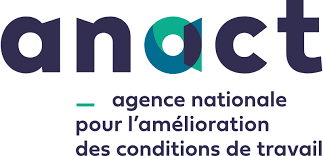 anact
agence nationale
pour l'amélioration
des conditions de travail